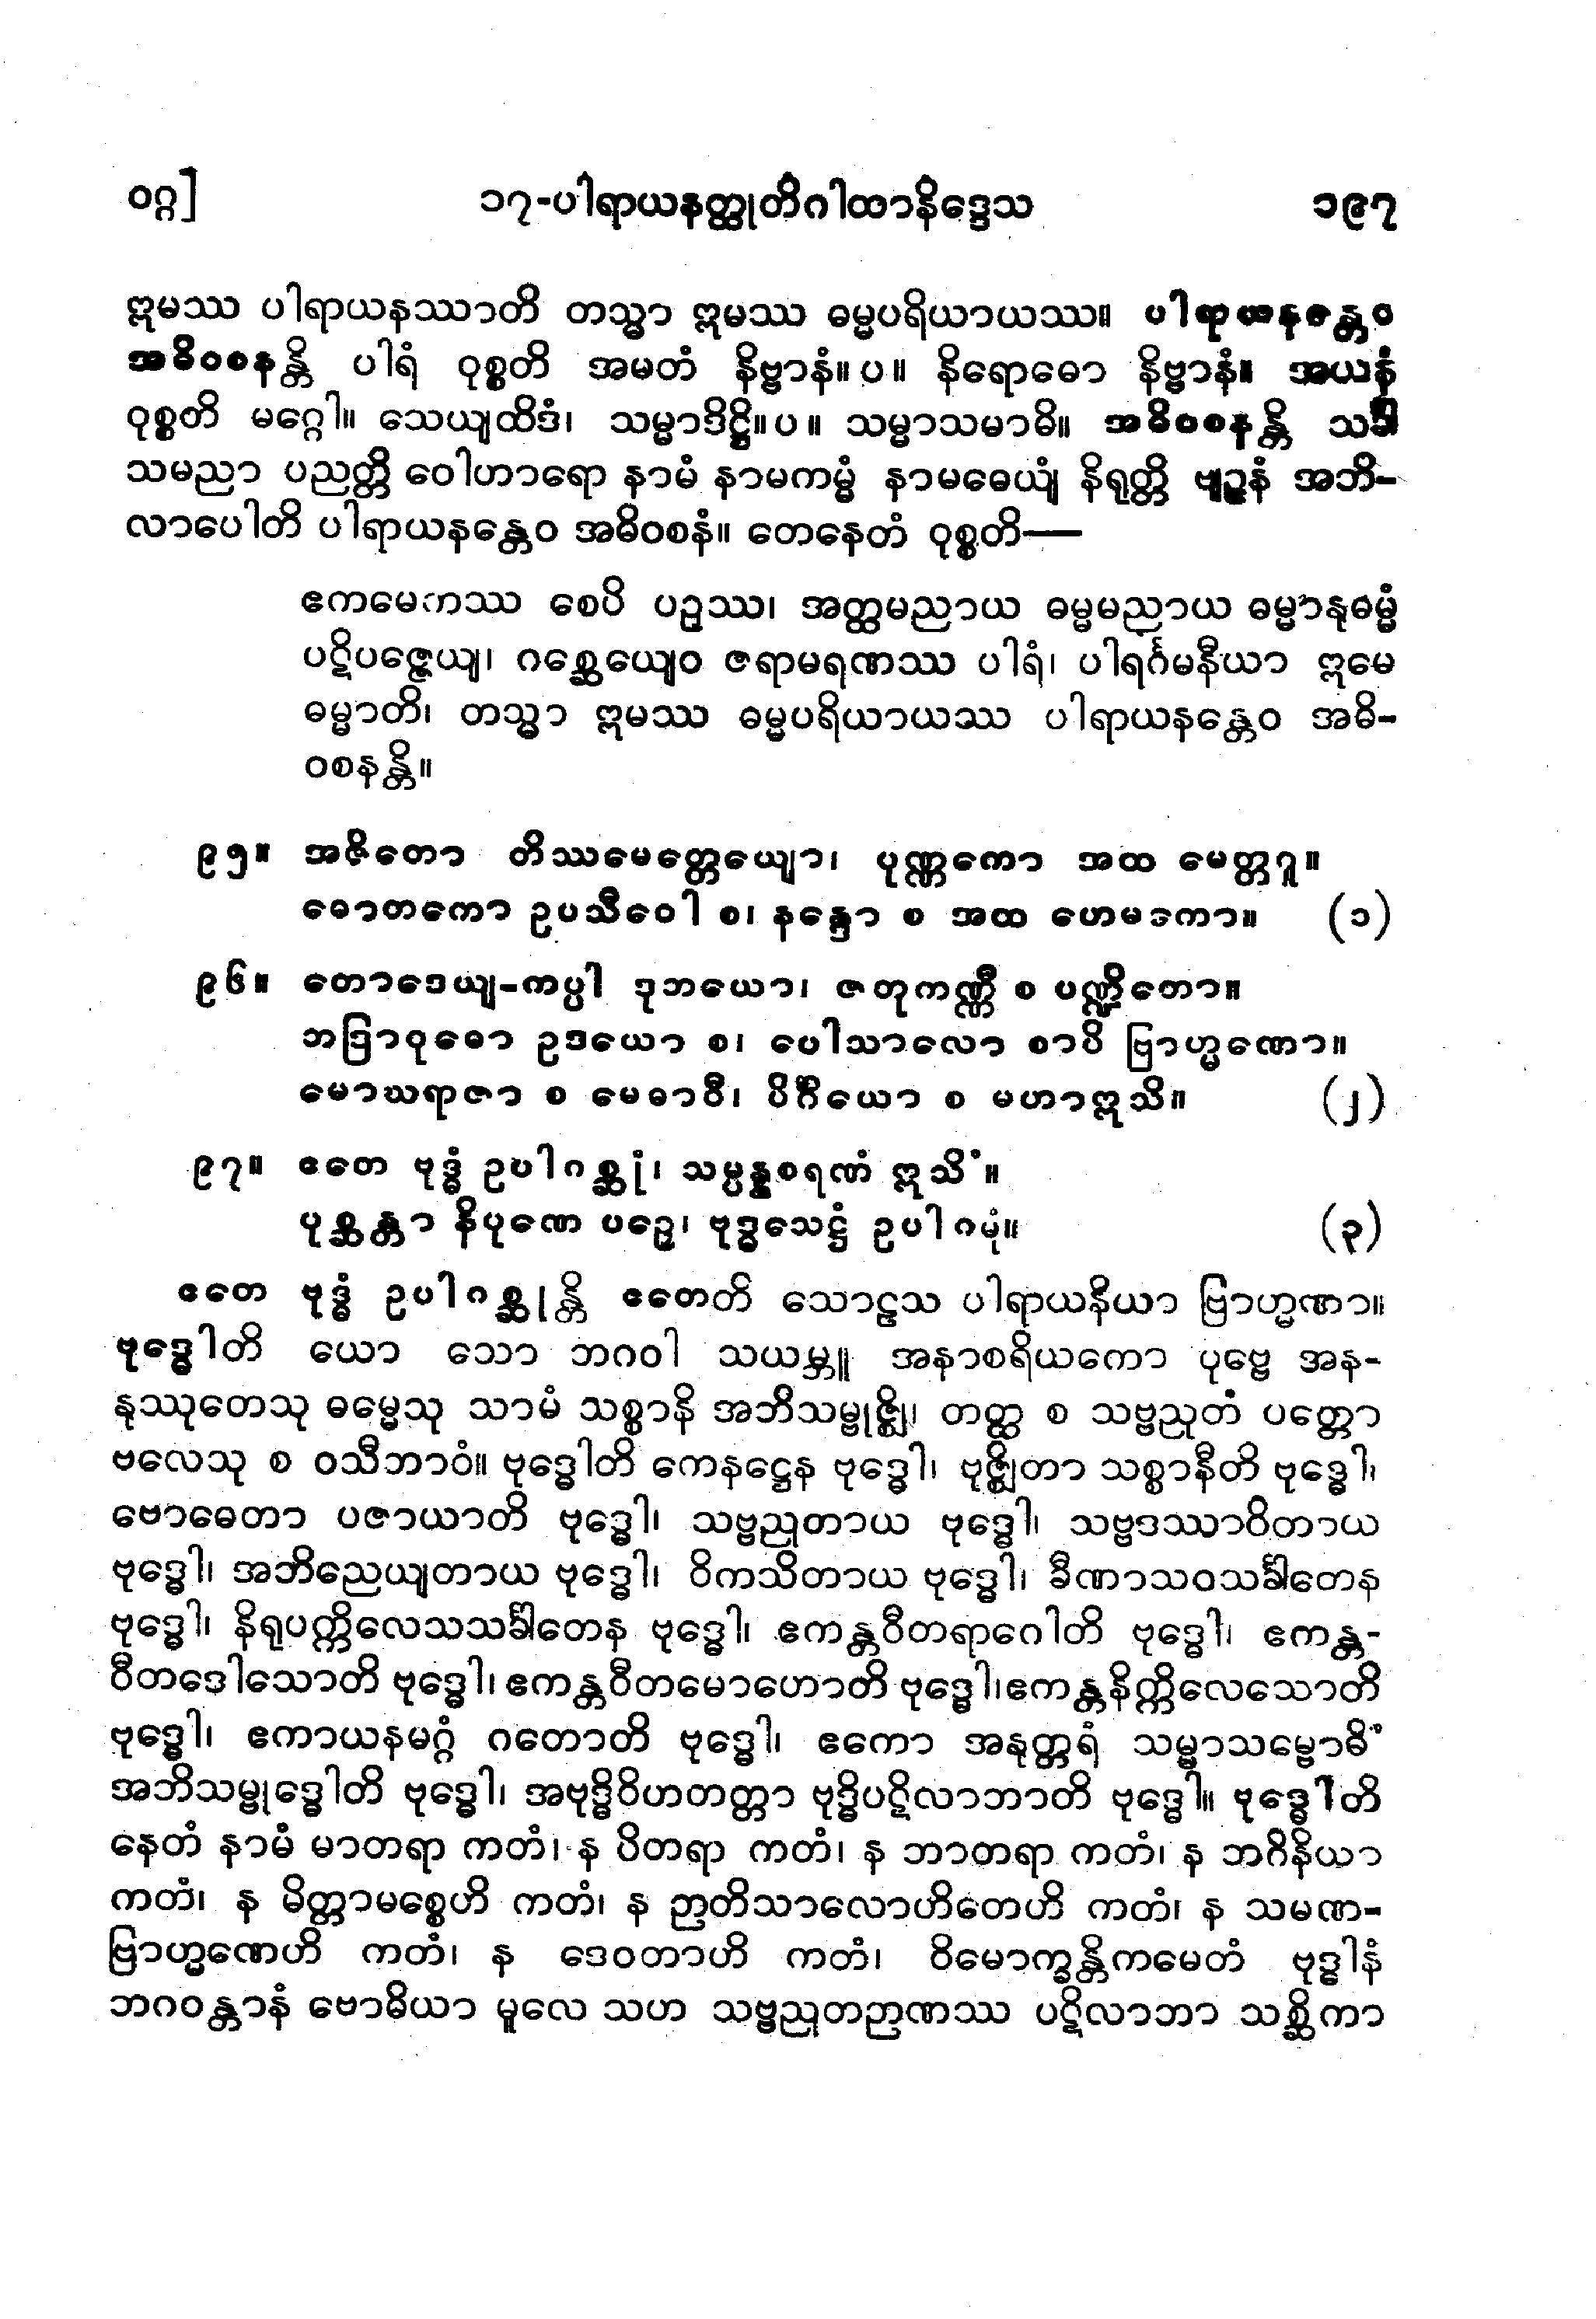 ဝဂ္ဂ] ၁၇-ပါရာယနတ္ထုတိဂါထာနိဒ္ဒေသ ၁၉၇
ဣမဿ ပါရာယနဿာတိ တသ္မာ ဣမဿ ဓမ္မပရိယာယဿ။ ပါရာယနန္တေဝ
အဓိဝစနန္တိ ပါရံ ဝုစ္စတိ အမတံ နိဗ္ဗာနံ။ပ။ နိရောဓော နိဗ္ဗာနံ။ အယနံ
ဝုစ္စတိ မဂ္ဂေါ။ သေယျထိဒံ၊ သမ္မာဒိဋ္ဌိ။ပ။ သမ္မာသမာဓိ။ အဓိဝစနန္တိ သင်္ခါ
သမညာ ပညတ္တိ ဝေါဟာရော နာမံ နာမကမ္မံ နာမဓေယျံ နိရုတ္တိ ဗျဉ္ဇနံ အဘိ-
လာပေါတိ ပါရာယနန္တေဝ အဓိဝစနံ။ တေနေတံ ဝုစ္စတိ—
ဧကမေကဿ စေပိ ပဉှဿ၊ အတ္ထမညာယ ဓမ္မမညာယ ဓမ္မာနုဓမ္မံ
ပဋိပဇ္ဇေယျ၊ ဂစ္ဆေယျေဝ ဇရာမရဏဿ ပါရံ၊ ပါရင်္ဂမနီယာ ဣမေ
ဓမ္မာတိ၊ တသ္မာ ဣမဿ ဓမ္မပရိယာယဿ ပါရာယနန္တေဝ အဓိ-
ဝစနန္တိ။
၉၅။ အဇိတော တိဿမေတ္တေယျော၊ ပုဏ္ဏကော အထ မေတ္တဂူ။
ဓောတကော ဥပသီဝေါ စ၊ နန္ဒော စ အထ ဟေမကော။ (၁)
၉၆။ တောဒေယျ-ကပ္ပါ ဒုဘယော၊ ဇတုကဏ္ဏီ စ ပဏ္ဍိတော။
ဘဒြာဝုဓော ဥဒယော စ၊ ပေါသာလော စာပိ ဗြာဟ္မဏော။
မောဃရာဇာ စ မေဓာဝီ၊ ပိင်္ဂိယော စ မဟာဣသိ။ (၂)
၉၇။ ဧတေ ဗုဒ္ဓံ ဥပါဂစ္ဆုံ၊ သမ္ပန္နစရဏံ ဣသိံ။
ပုစ္ဆန္တာ နိပုဏေ ပဉှေ၊ ဗုဒ္ဓသေဋ္ဌံ ဥပါဂမုံ။ (၃)
ဧတေ ဗုဒ္ဓံ ဥပါဂစ္ဆုန္တိ ဧတေတိ သောဠသ ပါရာယနိယာ ဗြာဟ္မဏာ။
ဗုဒ္ဓေါတိ ယော သော ဘဂဝါ သယမ္ဘူ အနာစရိယကော ပုဗ္ဗေ အန-
နုဿုတေသု ဓမ္မေသု သာမံ သစ္စာနိ အဘိသမ္ဗုဇ္ဈိ၊ တတ္ထ စ သဗ္ဗညုတံ ပတ္တော
ဗလေသု စ ဝသီဘာဝံ။ ဗုဒ္ဓေါတိ ကေနဋ္ဌေန ဗုဒ္ဓေါ၊ ဗုဇ္ဈိတာ သစ္စာနီတိ ဗုဒ္ဓေါ၊
ဗောဓေတာ ပဇာယာတိ ဗုဒ္ဓေါ၊ သဗ္ဗညုတာယ ဗုဒ္ဓေါ၊ သဗ္ဗဒဿာဝိတာယ
ဗုဒ္ဓေါ၊ အဘိညေယျတာယ ဗုဒ္ဓေါ၊ ဝိကသိတာယ ဗုဒ္ဓေါ၊ ခီဏာသဝသင်္ခါတေန
ဗုဒ္ဓေါ၊ နိရုပက္ကိလေသသင်္ခါတေန ဗုဒ္ဓေါ၊ ဧကန္တဝီတရာဂေါတိ ဗုဒ္ဓေါ၊ ဧကန္တ-
ဝီတဒေါသောတိ ဗုဒ္ဓေါ၊ ဧကန္တဝီတမောဟောတိ ဗုဒ္ဓေါ၊ ဧကန္တနိက္ကိလေသောတိ
ဗုဒ္ဓေါ၊ ဧကာယနမဂ္ဂံ ဂတောတိ ဗုဒ္ဓေါ၊ ဧကော အနုတ္တရံ သမ္မာသမ္ဗောဓိံ
အဘိသမ္ဗုဒ္ဓေါတိ ဗုဒ္ဓေါ၊ အဗုဒ္ဓိဝိဟတတ္တာ ဗုဒ္ဓိပဋိလာဘာတိ ဗုဒ္ဓေါ။ ဗုဒ္ဓေါတိ
နေတံ နာမံ မာတရာ ကတံ၊ န ပိတရာ ကတံ၊ န ဘာတရာ ကတံ၊ န ဘဂိနိယာ
ကတံ၊ န မိတ္တာမစ္စေဟိ ကတံ၊ န ဉာတိသာလောဟိတေဟိ ကတံ၊ န သမဏ-
ဗြာဟ္မဏေဟိ ကတံ၊ န ဒေဝတာဟိ ကတံ၊ ဝိမောက္ခန္တိကမေတံ ဗုဒ္ဓါနံ
ဘဂဝန္တာနံ ဗောဓိယာ မူလေ သဟ သဗ္ဗညုတဉာဏဿ ပဋိလာဘာ သစ္ဆိကာ